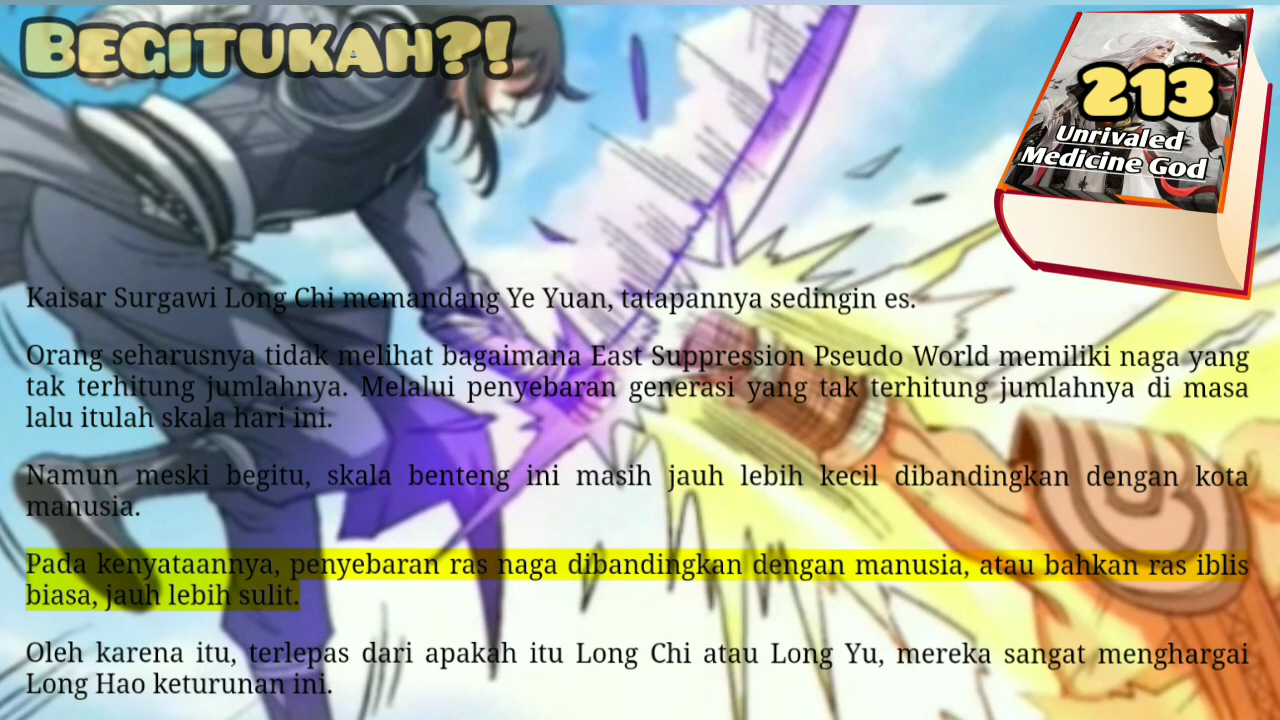 BEGITUKAH?!
213
Unrivaled
Medicine God
Kaisar Surgawi Long Chi memandang Ye Yuan, tatapannya sedingin es.
Orang seharusnya tidak melihat bagaimana East Suppression Pseudo World memiliki naga yang
tak terhitung jumlahnya. Melalui penyebaran generasi yang tak terhitung jumlahnya di masa
lalu itulah skala hari ini.
Namun meski begitu, skala benteng ini masih jauh lebih kecil dibandingkan dengan kota
manusia.
Pada kenyataannya, penyebaran ras naga dibandingkan dengan manusia, atau bahkan ras iblis
biasa, jauh lebih sulit.
Oleh karena itu, terlepas dari apakah itu Long Chi atau Long Yu, mereka sangat menghargai
Long Hao keturunan ini.